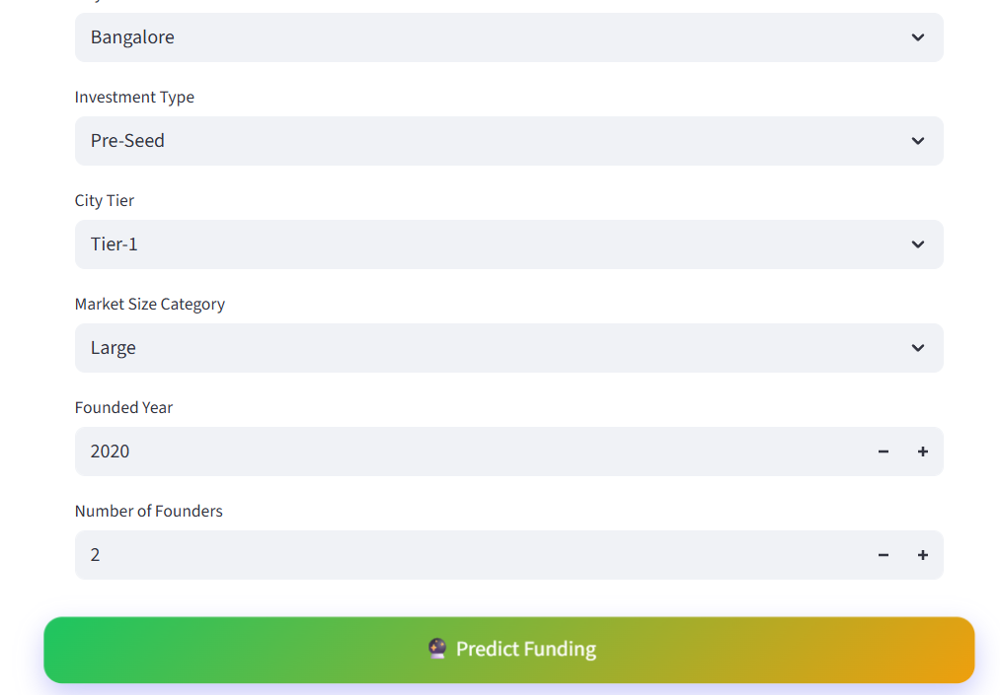 Bangalore
Investment Type
Pre-Seed
City Tier
Tier-1
Market Size Category
Large
Founded Year
2020
Number of Founders
2
Predict Funding